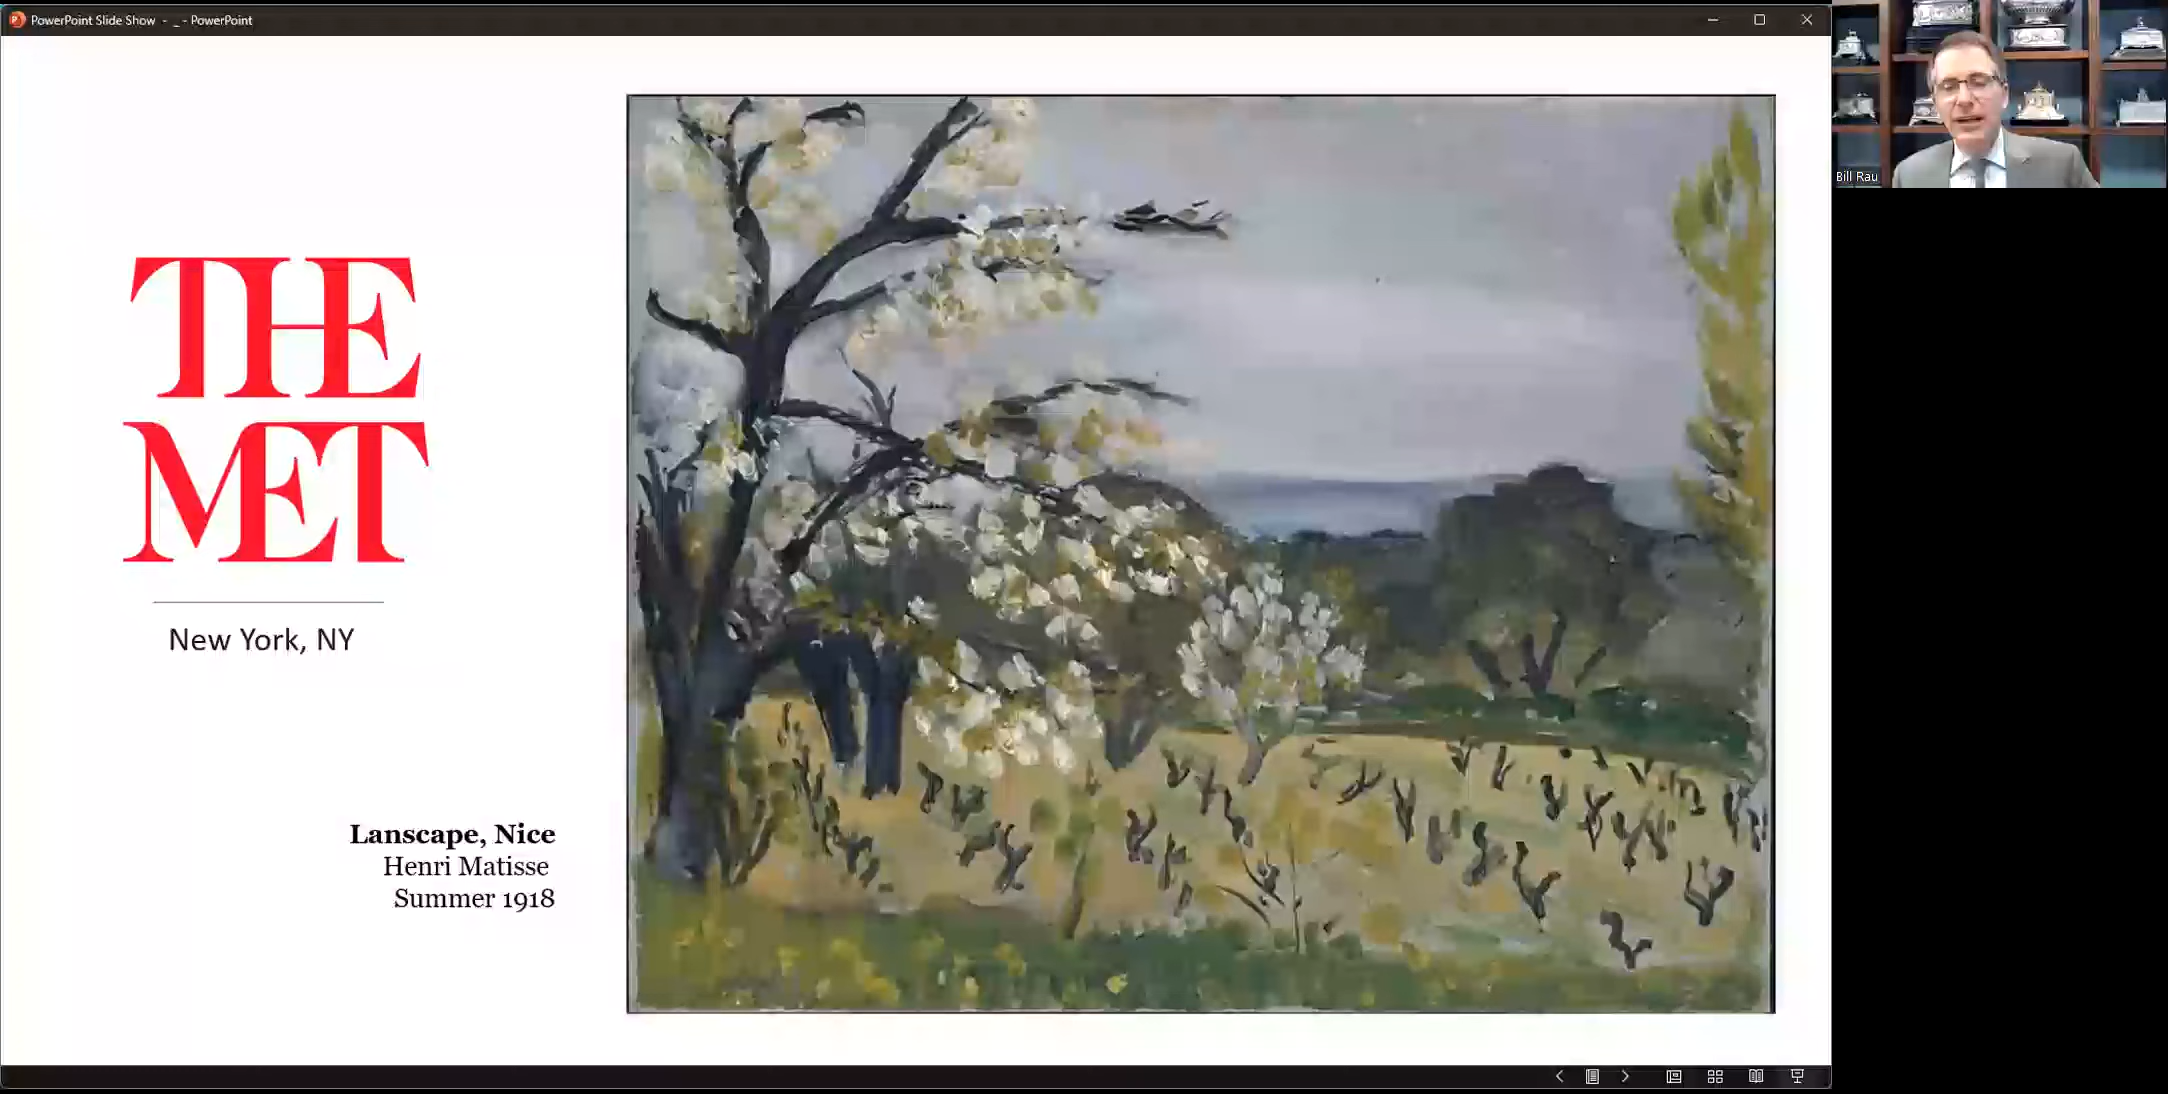 PowerPoint Slide Show - _ - PowerPoint
THE
MET
New York, NY
Lanscape, Nice
Henri Matisse
Summer 1918
Bill Rau